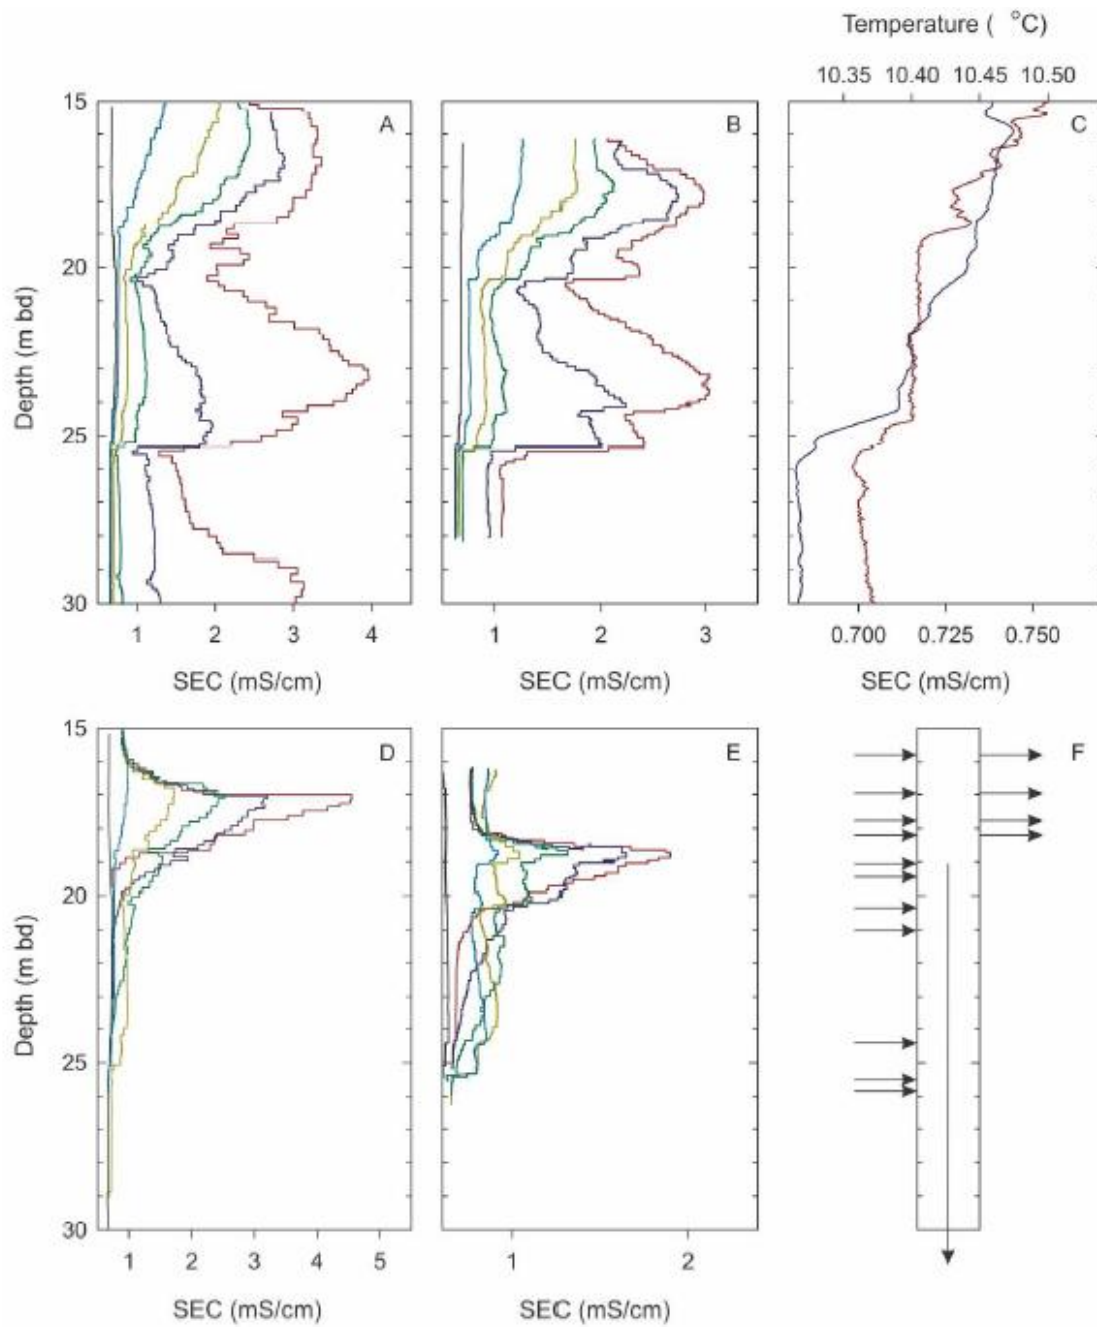 Temperature ( °C)
10.35 10.40 10.45 10.50
15 A B C
20
25
30
Depth (m bd)
1 2 3 4 1 2 3 0.700 0.725 0.750
SEC (mS/cm) SEC (mS/cm) SEC (mS/cm)
15 D E F
20
25
30
Depth (m bd)
1 2 3 4 5 1 2
SEC (mS/cm) SEC (mS/cm)